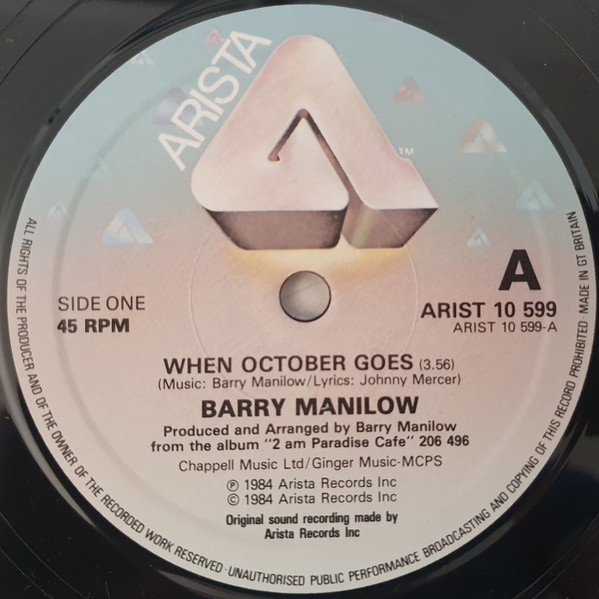 ARISTA
TM
A
SIDE ONE
45 RPM
ARIST 10 599
ARIST 10 599-A
WHEN OCTOBER GOES (3.56)
(Music: Barry Manilow/Lyrics: Johnny Mercer)
BARRY MANILOW
Produced and Arranged by Barry Manilow
from the album "2 am Paradise Cafe" 206 496
Chappell Music Ltd/Ginger Music-MCPS
℗ 1984 Arista Records Inc
© 1984 Arista Records Inc
Original sound recording made by
Arista Records Inc
ALL RIGHTS OF THE PRODUCER AND OF THE OWNER OF THE RECORDED WORK RESERVED · UNAUTHORISED PUBLIC PERFORMANCE BROADCASTING AND COPYING OF THIS RECORD PROHIBITED · MADE IN GT BRITAIN